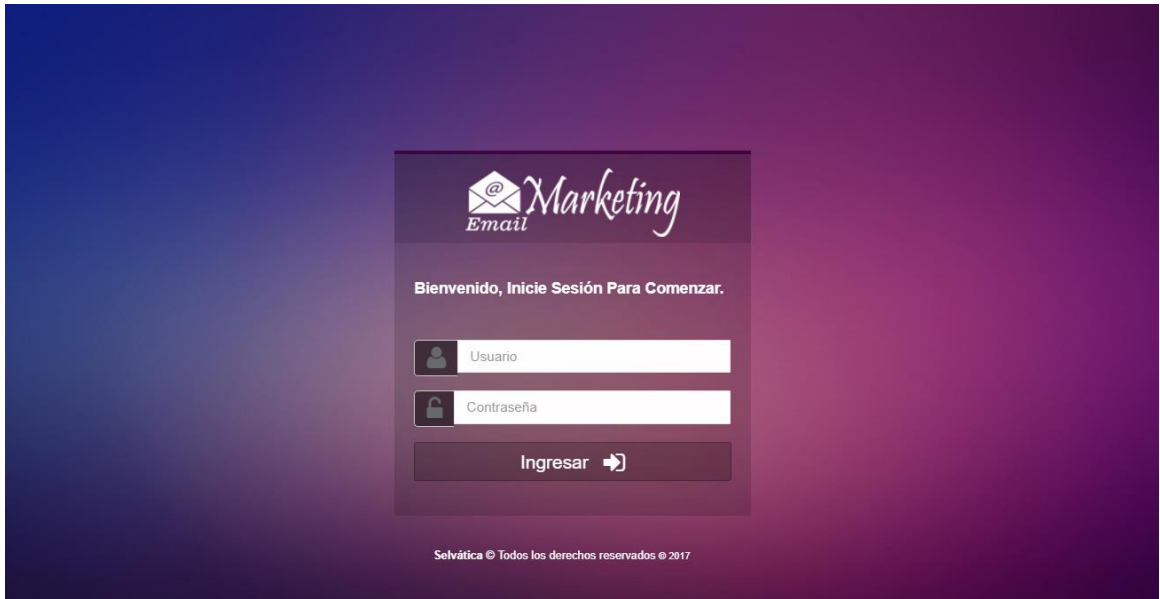 @
Email Marketing
Bienvenido, Inicie Sesión Para Comenzar.
Usuario
Contraseña
Ingresar
Selvática © Todos los derechos reservados © 2017